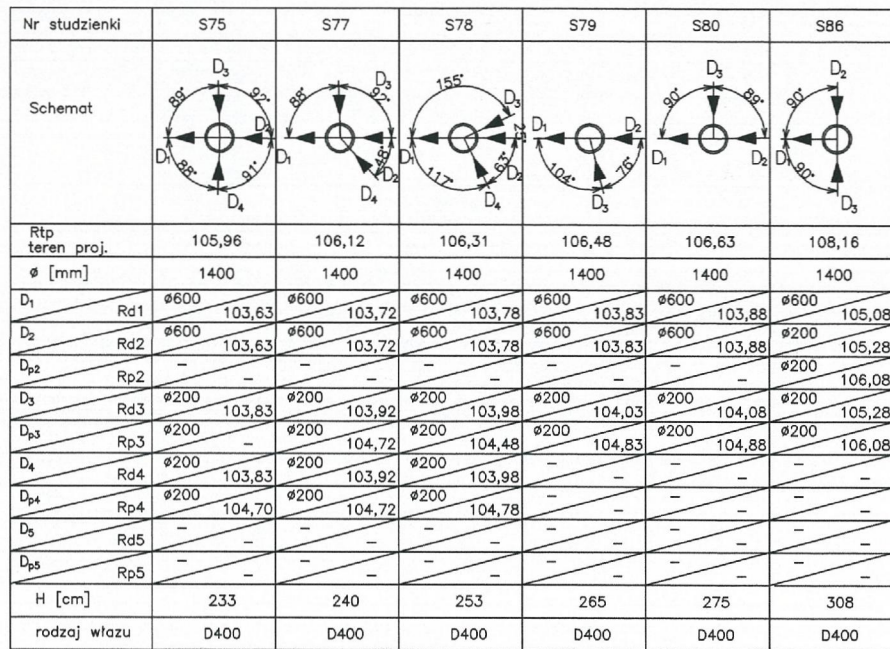 Nr studzienki S75 S77 S78 S79 S80 S86
Schemat
D₃ 89° 92° D₁ D₂ 88° 91° D₄
D₃ 88° 92° D₁ D₂ 48° D₄
155° D₃ 25° D₁ D₂ 117° 63° D₄
D₁ D₂ 104° 76° D₃
D₃ 90° 89° D₁ D₂
D₂ 90° D₁ 90° D₃
Rtp
teren proj. 105,96 106,12 106,31 106,48 106,63 108,16
ø [mm] 1400 1400 1400 1400 1400 1400
D₁ ø600 ø600 ø600 ø600 ø600 ø600
Rd1 103,63 103,72 103,78 103,83 103,88 105,08
D₂ ø600 ø600 ø600 ø600 ø600 ø200
Rd2 103,63 103,72 103,78 103,83 103,88 105,28
Dp2 – – – – – ø200
Rp2 – – – – – 106,08
D₃ ø200 ø200 ø200 ø200 ø200 ø200
Rd3 103,83 103,92 103,98 104,03 104,08 105,28
Dp3 ø200 ø200 ø200 ø200 ø200 ø200
Rp3 – 104,72 104,48 104,83 104,88 106,08
D₄ ø200 ø200 ø200 – – –
Rd4 103,83 103,92 103,98 – – –
Dp4 ø200 ø200 ø200 – – –
Rp4 104,70 104,72 104,78 – – –
D₅ – – – – – –
Rd5 – – – – – –
Dp5 – – – – – –
Rp5 – – – – – –
H [cm] 233 240 253 265 275 308
rodzaj włazu D400 D400 D400 D400 D400 D400